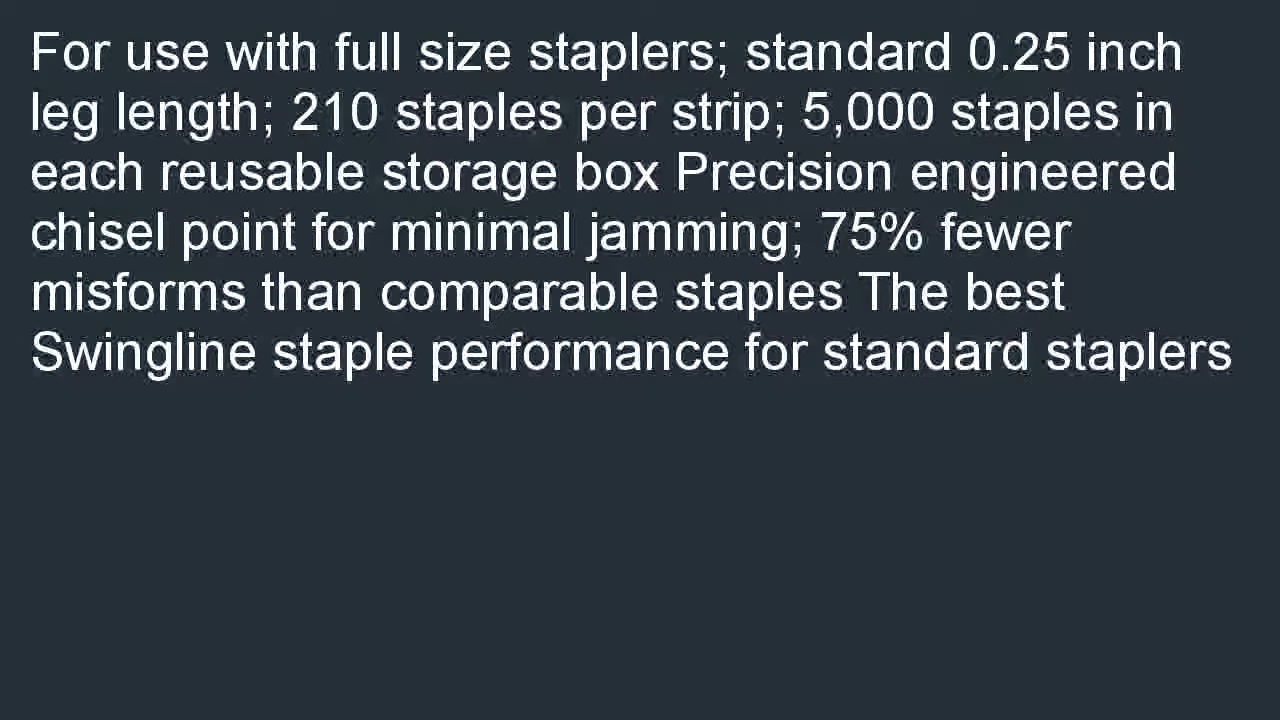 For use with full size staplers; standard 0.25 inch
leg length; 210 staples per strip; 5,000 staples in
each reusable storage box Precision engineered
chisel point for minimal jamming; 75% fewer
misforms than comparable staples The best
Swingline staple performance for standard staplers